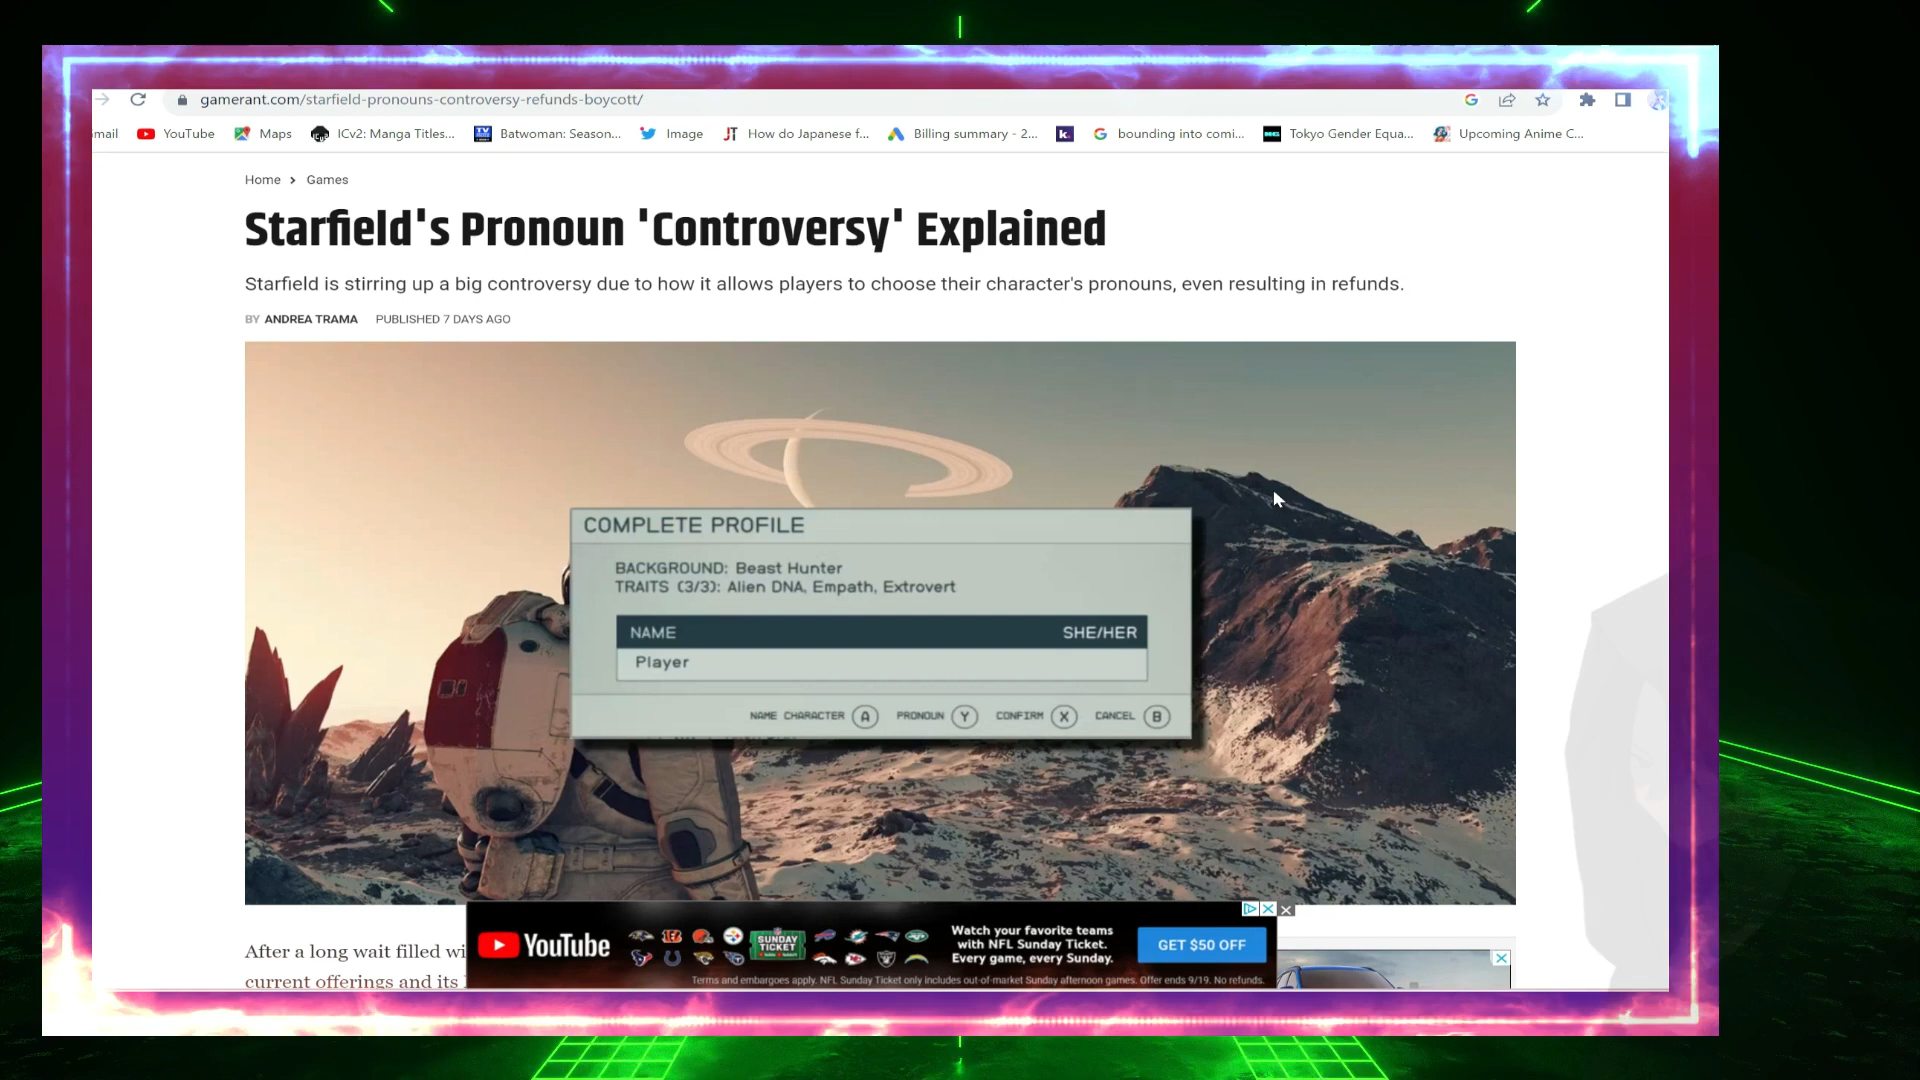 gamerant.com/starfield-pronouns-controversy-refunds-boycott/
mail YouTube Maps ICv2: Manga Titles... Batwoman: Season... Image How do Japanese f... Billing summary - 2... k. bounding into comi... Tokyo Gender Equa... Upcoming Anime C...
Home > Games
Starfield's Pronoun 'Controversy' Explained
Starfield is stirring up a big controversy due to how it allows players to choose their character's pronouns, even resulting in refunds.
BY ANDREA TRAMA PUBLISHED 7 DAYS AGO
COMPLETE PROFILE
BACKGROUND: Beast Hunter
TRAITS (3/3): Alien DNA, Empath, Extrovert
NAME SHE/HER
Player
NAME CHARACTER A PRONOUN Y CONFIRM X CANCEL B
After a long wait filled wi
current offerings and its
YouTube
SUNDAY
TICKET
Watch your favorite teams
with NFL Sunday Ticket.
Every game, every Sunday.
GET $50 OFF
Terms and embargoes apply. NFL Sunday Ticket only includes out-of-market Sunday afternoon games. Offer ends 9/19. No refunds.